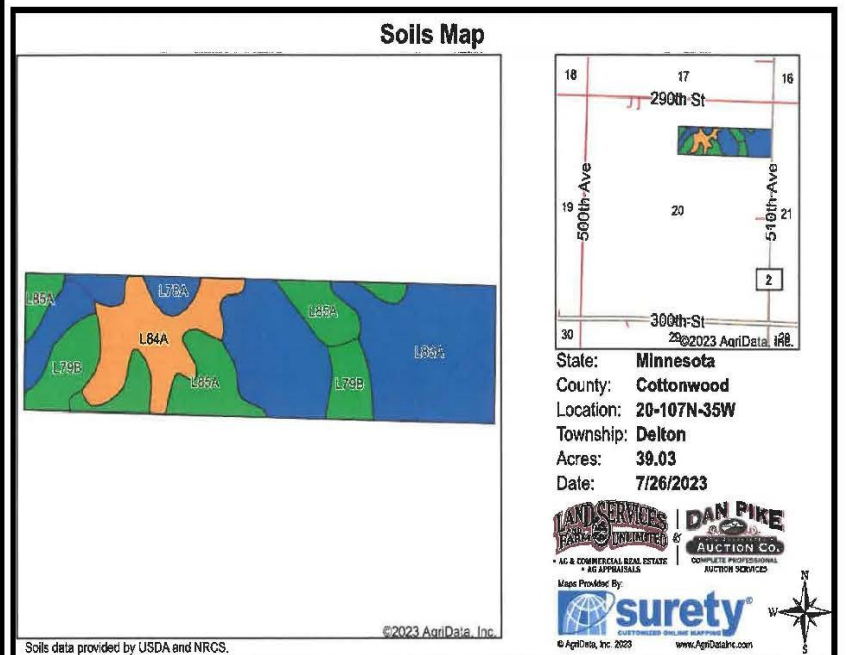 Soils Map
L85A
L78A
L84A
L79B
L85A
L85A
L79B
©2023 AgriData, Inc.
Soils data provided by USDA and NRCS.
18
17
16
290th St
500th Ave
510th Ave
19
20
21
2
300th St
30
29
©2023 AgriData, Inc.
State: Minnesota
County: Cottonwood
Location: 20-107N-35W
Township: Delton
Acres: 39.03
Date: 7/26/2023
LAND SERVICES
UNLIMITED
• AG & COMMERCIAL REAL ESTATE
• AG APPRAISALS
&
DAN PIKE
AUCTION CO.
COMPLETE PROFESSIONAL
AUCTION SERVICES
Maps Provided By:
surety®
CUSTOMIZED ONLINE MAPPING
© AgriData, Inc. 2023
www.AgriDataInc.com
N
W
E
S